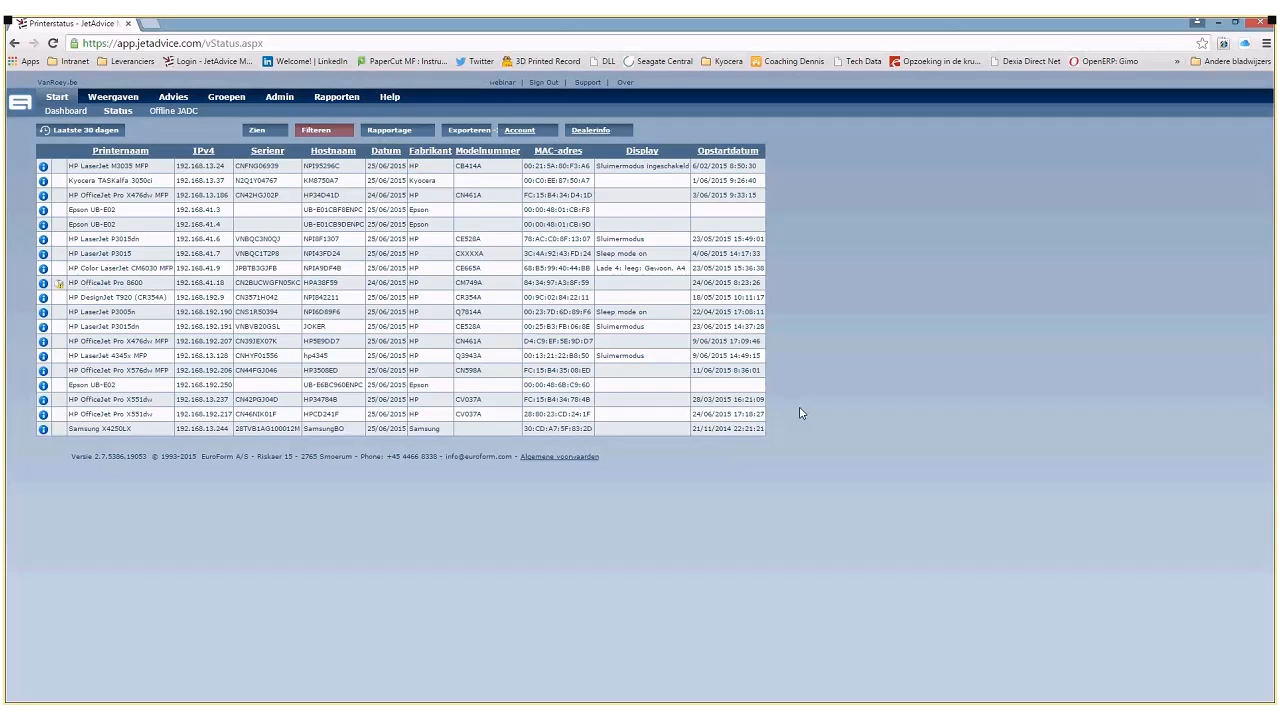 Printerstatus - JetAdvice M
https://app.jetadvice.com/vStatus.aspx
Apps Intranet Leveranciers Login - JetAdvice M... Welcome! | LinkedIn PaperCut MF : Instru... Twitter 3D Printed Record DLL Seagate Central Kyocera Coaching Dennis Tech Data Opzoeking in de kru... Dexia Direct Net OpenERP: Gimo » Andere bladwijzers
VanRoey.be webinar | Sign Out | Support | Over
Start Weergaven Advies Groepen Admin Rapporten Help
Dashboard Status Offline JADC
Laatste 30 dagen Zien Filteren Rapportage Exporteren Account Dealerinfo
Printernaam IPv4 Serienr Hostnaam Datum Fabrikant Modelnummer MAC-adres Display Opstartdatum
HP LaserJet M3035 MFP 192.168.13.24 CNFNG06939 NPI95296C 25/06/2015 HP CB414A 00:21:5A:80:F3:A6 Sluimermodus ingeschakeld 6/02/2015 8:50:30
Kyocera TASKalfa 3050ci 192.168.13.37 N2Q1Y04767 KM8750A7 25/06/2015 Kyocera 00:C0:EE:87:50:A7 1/06/2015 9:26:40
HP OfficeJet Pro X476dw MFP 192.168.13.186 CN42HGJ02P HP34D41D 24/06/2015 HP CN461A FC:15:B4:34:D4:1D 3/06/2015 9:33:15
Epson UB-E02 192.168.41.3 UB-E01CBF8ENPC 25/06/2015 Epson 00:00:48:01:CB:F8
Epson UB-E02 192.168.41.4 UB-E01CB9DENPC 25/06/2015 Epson 00:00:48:01:CB:9D
HP LaserJet P3015dn 192.168.41.6 VNBQC3N0QJ NPI8F1307 25/06/2015 HP CE528A 78:AC:C0:8F:13:07 Sluimermodus 23/05/2015 15:49:01
HP LaserJet P3015 192.168.41.7 VNBQC1T2P8 NPI43FD24 25/06/2015 HP CXXXXA 3C:4A:92:43:FD:24 Sleep mode on 4/06/2015 14:17:33
HP Color LaserJet CM6030 MFP 192.168.41.9 JPBTB3GJPB NPIA9DF4B 25/06/2015 HP CE665A 68:B5:99:40:44:BB Lade 4: leeg: Gewoon, A4 23/05/2015 15:36:38
HP OfficeJet Pro 8600 192.168.41.18 CN2BUCWGFN05KC HPA38F59 24/06/2015 HP CM749A 84:34:97:A3:8F:59 24/06/2015 8:23:26
HP DesignJet T920 (CR354A) 192.168.192.9 CN3571H042 NPI842211 25/06/2015 HP CR354A 00:9C:02:84:22:11 18/05/2015 10:11:17
HP LaserJet P3005n 192.168.192.190 CNS1R50394 NPI6D89F6 25/06/2015 HP Q7814A 00:23:7D:6D:89:F6 Sleep mode on 22/04/2015 17:08:11
HP LaserJet P3015dn 192.168.192.191 VNBVB20GSL JOKER 25/06/2015 HP CE528A 00:25:B3:FB:06:8E Sluimermodus 23/06/2015 14:37:28
HP OfficeJet Pro X476dw MFP 192.168.192.207 CN39JEX07K HP5E9DD7 25/06/2015 HP CN461A D4:C9:EF:5E:9D:D7 9/06/2015 17:09:46
HP LaserJet 4345x MFP 192.168.13.128 CNHYF01556 hp4345 25/06/2015 HP Q3943A 00:13:21:22:B8:50 Sluimermodus 9/06/2015 14:49:15
HP OfficeJet Pro X576dw MFP 192.168.192.206 CN44FGJ046 HP3508ED 25/06/2015 HP CN598A FC:15:B4:35:08:ED 11/06/2015 8:36:01
Epson UB-E02 192.168.192.250 UB-E6BC960ENPC 25/06/2015 Epson 00:00:48:6B:C9:60
HP OfficeJet Pro X551dw 192.168.13.237 CN42PGJ04D HP34784B 25/06/2015 HP CV037A FC:15:B4:34:78:4B 28/03/2015 16:21:09
HP OfficeJet Pro X551dw 192.168.192.217 CN46NIK01F HPCD241F 25/06/2015 HP CV037A 28:80:23:CD:24:1F 24/06/2015 17:18:27
Samsung X4250LX 192.168.13.244 28TVB1AG100012M SamsungBO 25/06/2015 Samsung 30:CD:A7:5F:83:2D 21/11/2014 22:21:21
Versie 2.7.5386.19053 © 1993-2015 EuroForm A/S - Riskaer 15 - 2765 Smoerum - Phone: +45 4466 8338 - info@euroform.com - Algemene voorwaarden